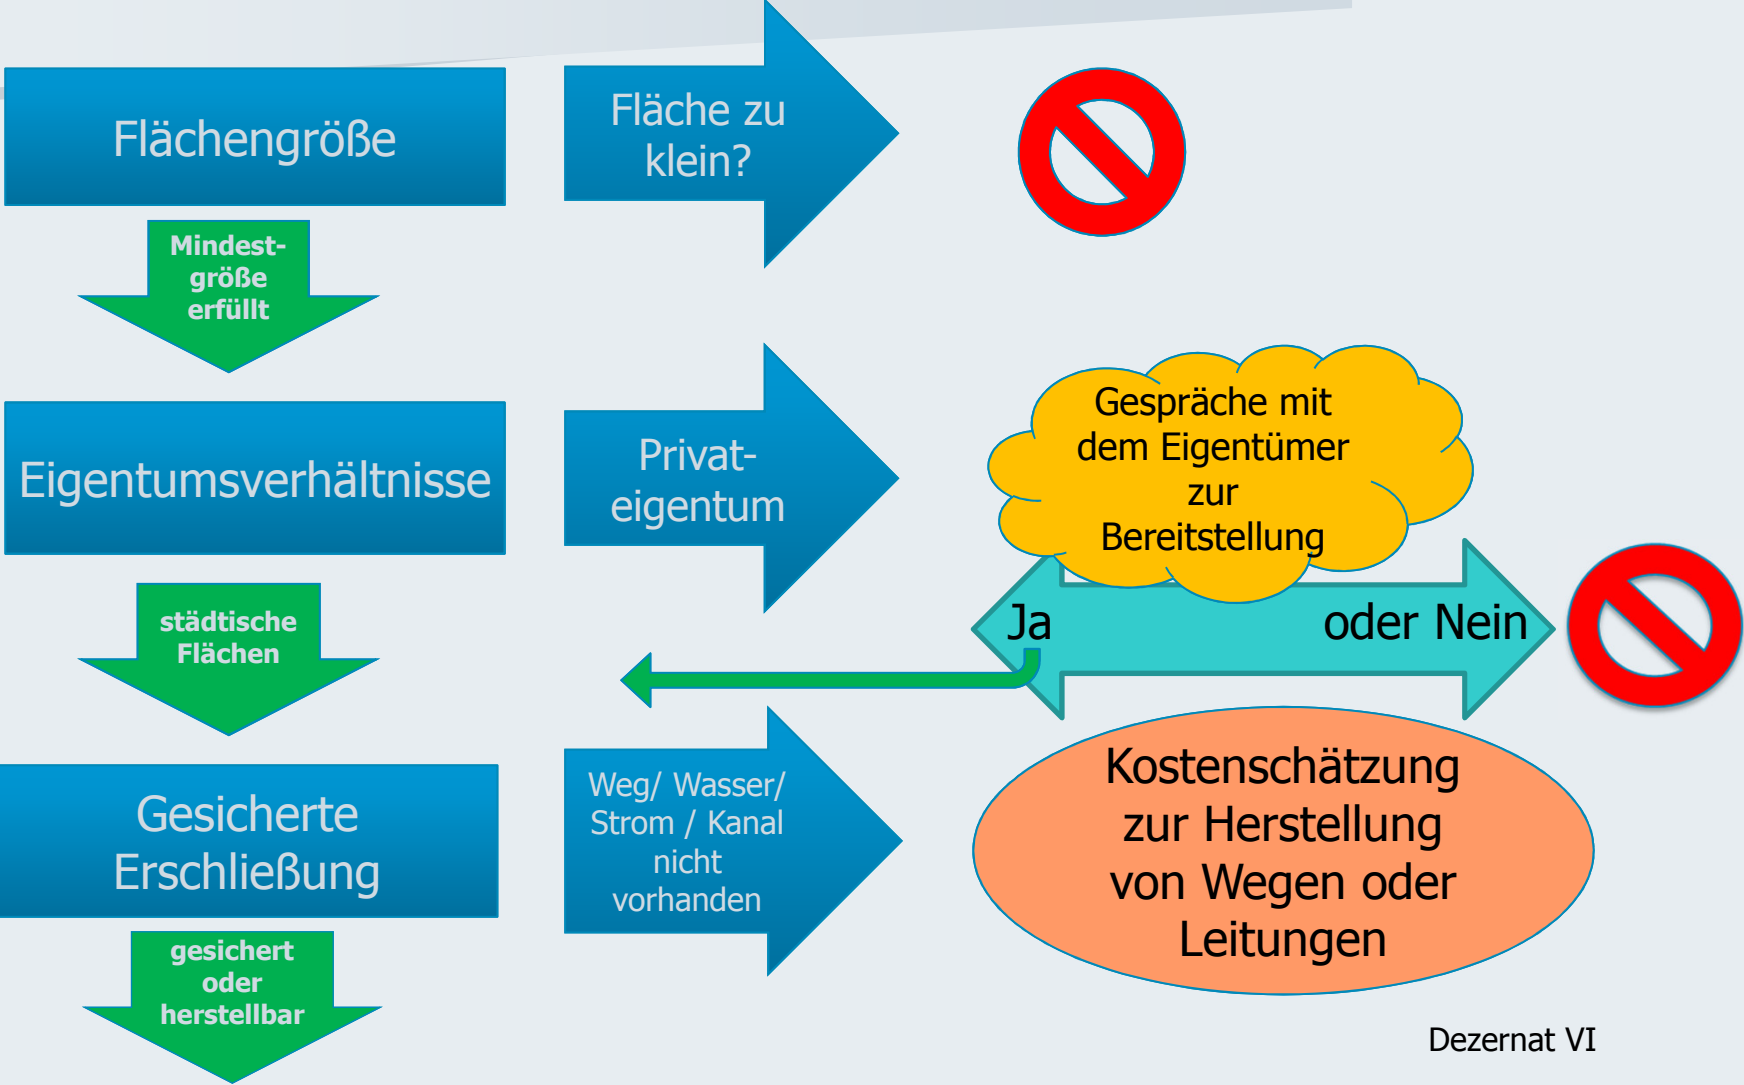 Flächengröße
Fläche zu
klein?
Mindest-
größe
erfüllt
Eigentumsverhältnisse
Privat-
eigentum
Gespräche mit
dem Eigentümer
zur
Bereitstellung
Ja
oder Nein
städtische
Flächen
Gesicherte
Erschließung
Weg/ Wasser/
Strom / Kanal
nicht
vorhanden
Kostenschätzung
zur Herstellung
von Wegen oder
Leitungen
gesichert
oder
herstellbar
Dezernat VI